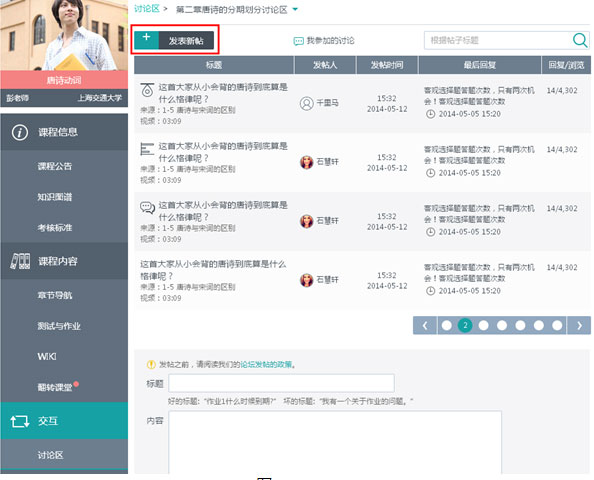 讨论区 > 第二章唐诗的分期划分讨论区
+ 发表新帖
我参加的讨论
根据帖子标题
唐诗动词
彭老师 上海交通大学
课程信息
课程公告
知识面谱
考核标准
课程内容
章节导航
测试与作业
WIKI
翻转课堂
交互
讨论区
标题 发帖人 发帖时间 最后回复 回复/浏览
这首大家从小会背的唐诗到底算是
什么格律呢？
来源：1-5 唐诗与宋词的区别
视频：03:09
千里马
15:32
2014-05-12
客观选择题答题次数，只有两次机
会！客观选择题答题次数
2014-05-05 15:20
14/4,302
这首大家从小会背的唐诗到底算是
什么格律呢？
来源：1-5 唐诗与宋词的区别
视频：03:09
石慧轩
15:32
2014-05-12
客观选择题答题次数，只有两次机
会！客观选择题答题次数
2014-05-05 15:20
14/4,302
这首大家从小会背的唐诗到底算是
什么格律呢？
来源：1-5 唐诗与宋词的区别
视频：03:09
石慧轩
15:32
2014-05-12
客观选择题答题次数，只有两次机
会！客观选择题答题次数
2014-05-05 15:20
14/4,302
这首大家从小会背的唐诗到底算是什么
格律呢？
来源：1-5 唐诗与宋词的区别
视频：03:09
石慧轩
15:32
2014-05-12
客观选择题答题次数，只有两次机
会！客观选择题答题次数
2014-05-05 15:20
14/4,302
2
发帖之前，请阅读我们的论坛发帖的政策。
标题
好的标题："作业1什么时候到期?" 坏的标题："我有一个关于作业的问题。"
内容